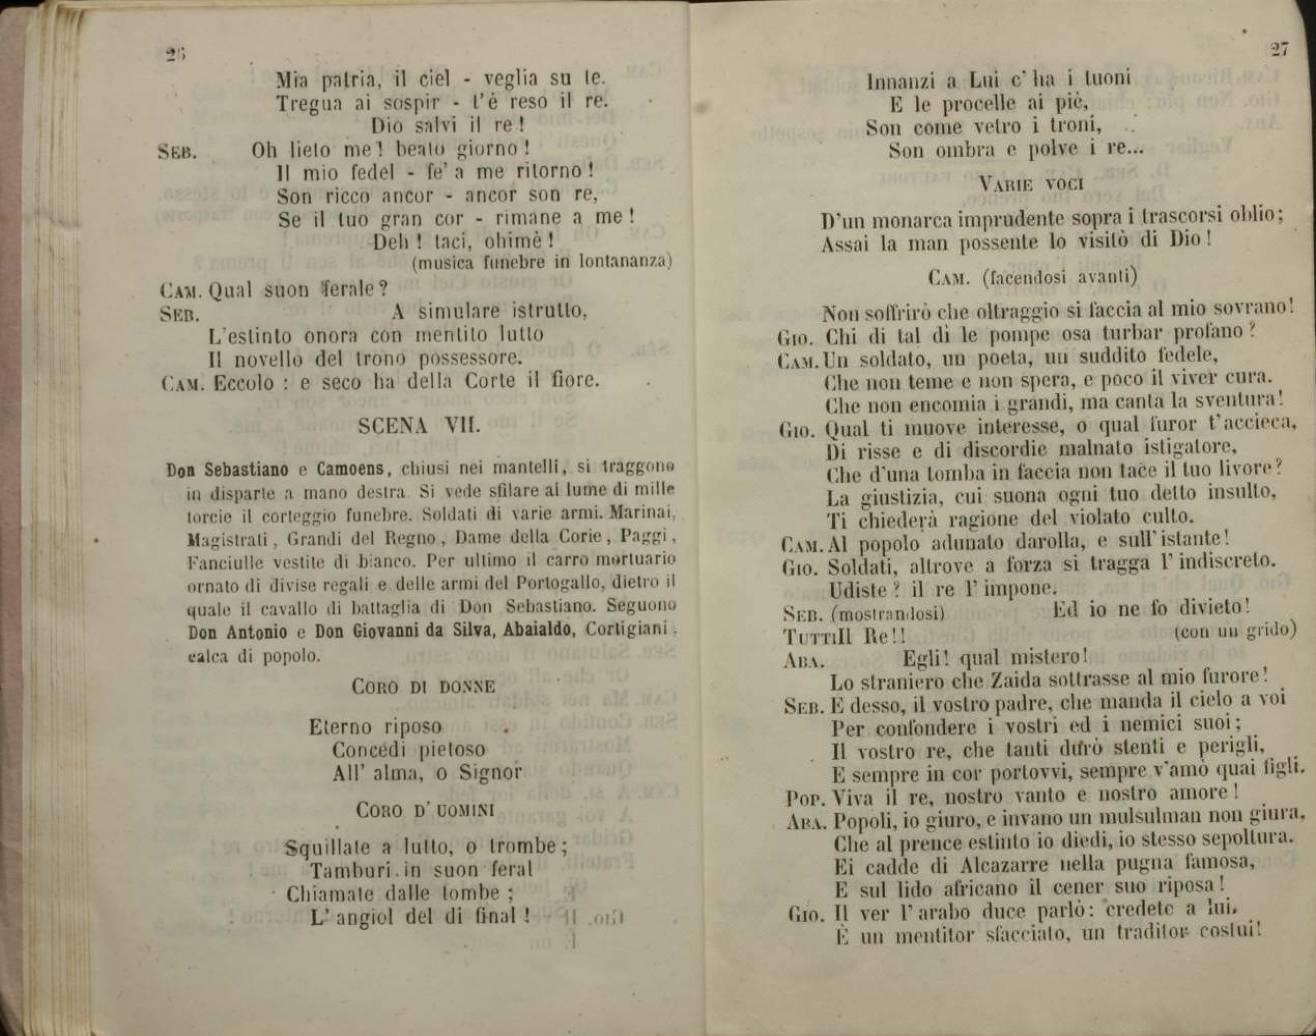 26
Mia patria, il ciel - veglia su te.
Tregua ai sospir - t'è reso il re.
Dio salvi il re!
SEB. Oh lieto me! beato giorno!
Il mio fedel - fe' a me ritorno!
Son ricco ancor - ancor son re,
Se il tuo gran cor - rimane a me!
Deh! taci, ohimè!
(musica funebre in lontananza)
CAM. Qual suon ferale?
SEB. A simulare istrutto,
L'estinto onora con mentito lutto
Il novello del trono possessore.
CAM. Eccolo: e seco ha della Corte il fiore.
SCENA VII.
Don Sebastiano e Camoens, chiusi nei mantelli, si traggono
in disparte a mano destra. Si vede sfilare al lume di mille
torcie il corteggio funebre. Soldati di varie armi. Marinai,
Magistrati, Grandi del Regno, Dame della Corte, Paggi,
Fanciulle vestite di bianco. Per ultimo il carro mortuario
ornato di divise regali e delle armi del Portogallo, dietro il
quale il cavallo di battaglia di Don Sebastiano. Seguono
Don Antonio e Don Giovanni da Silva, Abaialdo, Cortigiani,
calca di popolo.
CORO DI DONNE
Eterno riposo
Concedi pietoso
All' alma, o Signor
CORO D' UOMINI
Squillate a lutto, o trombe;
Tamburi in suon feral
Chiamate dalle tombe;
L' angiol del di final!
27
Innanzi a Lui c' ha i tuoni
E le procelle ai piè,
Son come vetro i troni,
Son ombra e polve i re...
VARIE VOCI
D'un monarca imprudente sopra i trascorsi oblio;
Assai la man possente lo visitò di Dio!
CAM. (facendosi avanti)
Non soffrirò che oltraggio si faccia al mio sovrano!
GIO. Chi di tal dì le pompe osa turbar profano?
CAM. Un soldato, un poeta, un suddito fedele,
Che non teme e non spera, e poco il viver cura.
Che non encomia i grandi, ma canta la sventura!
GIO. Qual ti muove interesse, o qual furor t'accieca,
Di risse e di discordie malnato istigatore,
Che d'una tomba in faccia non tace il tuo livore?
La giustizia, cui suona ogni tuo detto insulto,
Ti chiederà ragione del violato culto.
CAM. Al popolo adunato darolla, e sull'istante!
GIO. Soldati, altrove a forza si tragga l' indiscreto.
Udiste? il re l' impone.
SEB. (mostrandosi) Ed io ne fo divieto!
TUTTI Il Re!! (con un grido)
ABA. Egli! qual mistero!
Lo straniero che Zaida sottrasse al mio furore!
SEB. E desso, il vostro padre, che manda il cielo a voi
Per confondere i vostri ed i nemici suoi;
Il vostro re, che tanti durò stenti e perigli,
E sempre in cor portovvi, sempre v'amò quai figli.
POP. Viva il re, nostro vanto e nostro amore!
ABA. Popoli, io giuro, e invano un mulsulman non giura,
Che al prence estinto io diedi, io stesso sepoltura.
Ei cadde di Alcazarre nella pugna famosa,
E sul lido africano il cener suo riposa!
GIO. Il ver l' arabo duce parlò: credete a lui.
È un mentitor sfacciato, un traditor costui!